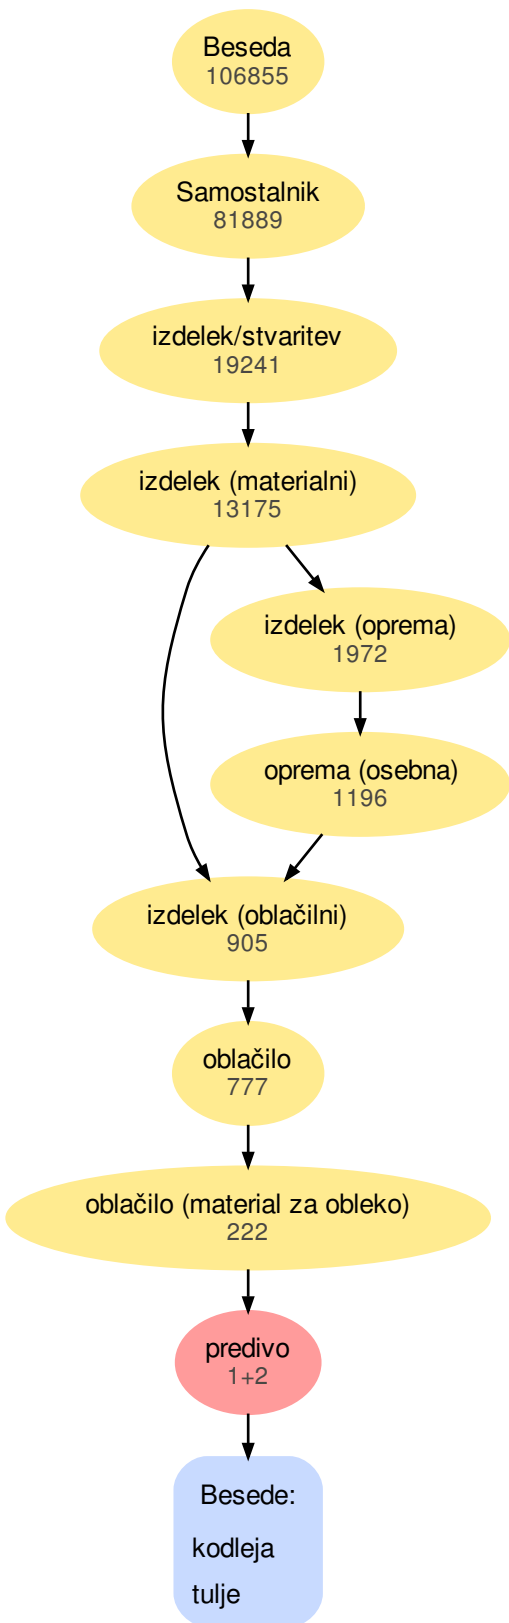 Beseda
106855
Samostalnik
81889
izdelek/stvaritev
19241
izdelek (materialni)
13175
izdelek (oprema)
1972
oprema (osebna)
1196
izdelek (oblačilni)
905
oblačilo
777
oblačilo (material za obleko)
222
predivo
1+2
Besede:
kodleja
tulje